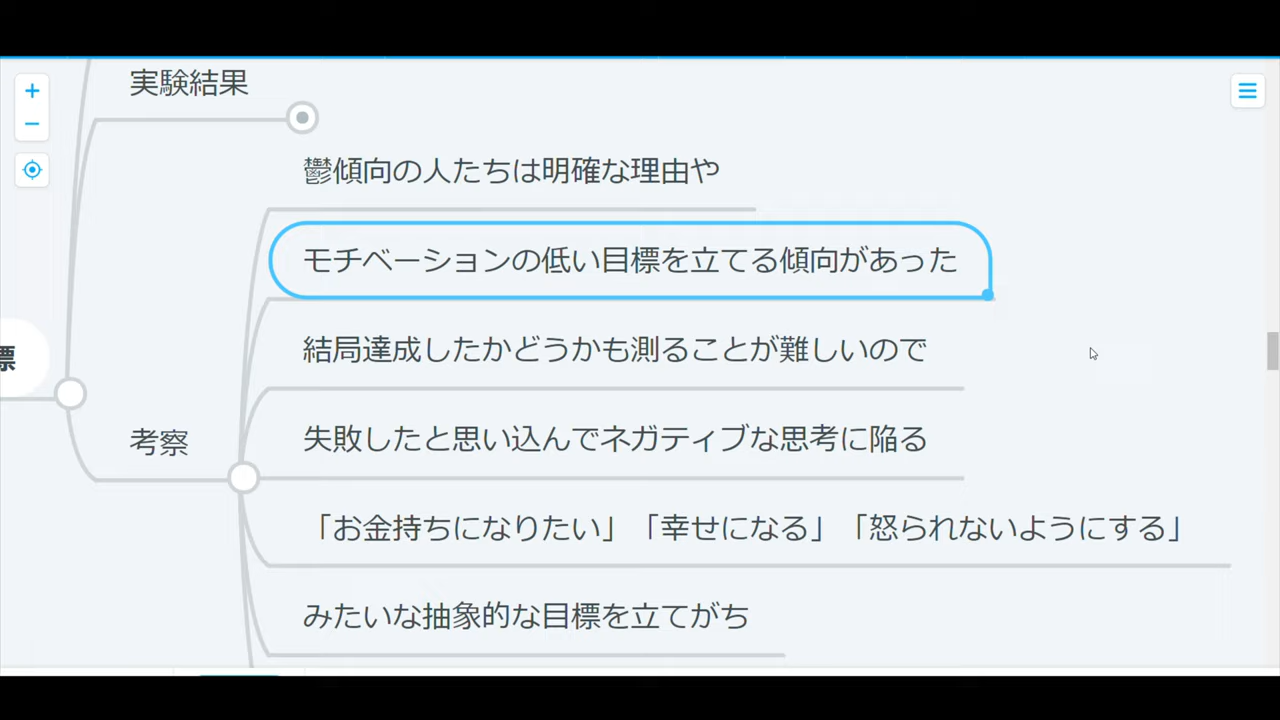 実験結果
鬱傾向の人たちは明確な理由や
モチベーションの低い目標を立てる傾向があった
結局達成したかどうかも測ることが難しいので
標
考察
失敗したと思い込んでネガティブな思考に陥る
「お金持ちになりたい」「幸せになる」「怒られないようにする」
みたいな抽象的な目標を立てがち